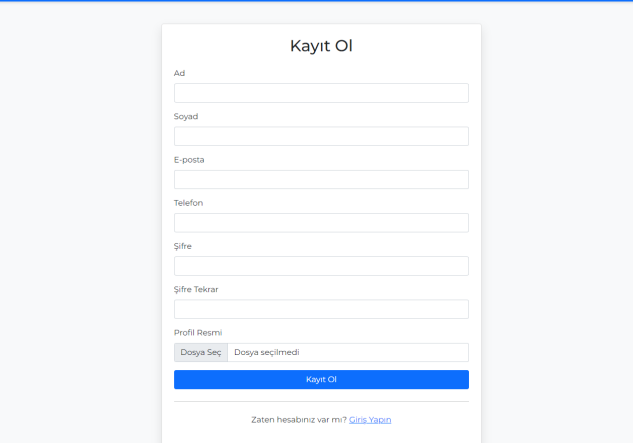 Kayıt Ol
Ad
Soyad
E-posta
Telefon
Şifre
Şifre Tekrar
Profil Resmi
Dosya Seç Dosya seçilmedi
Kayıt Ol
Zaten hesabınız var mı? Giris Yapın